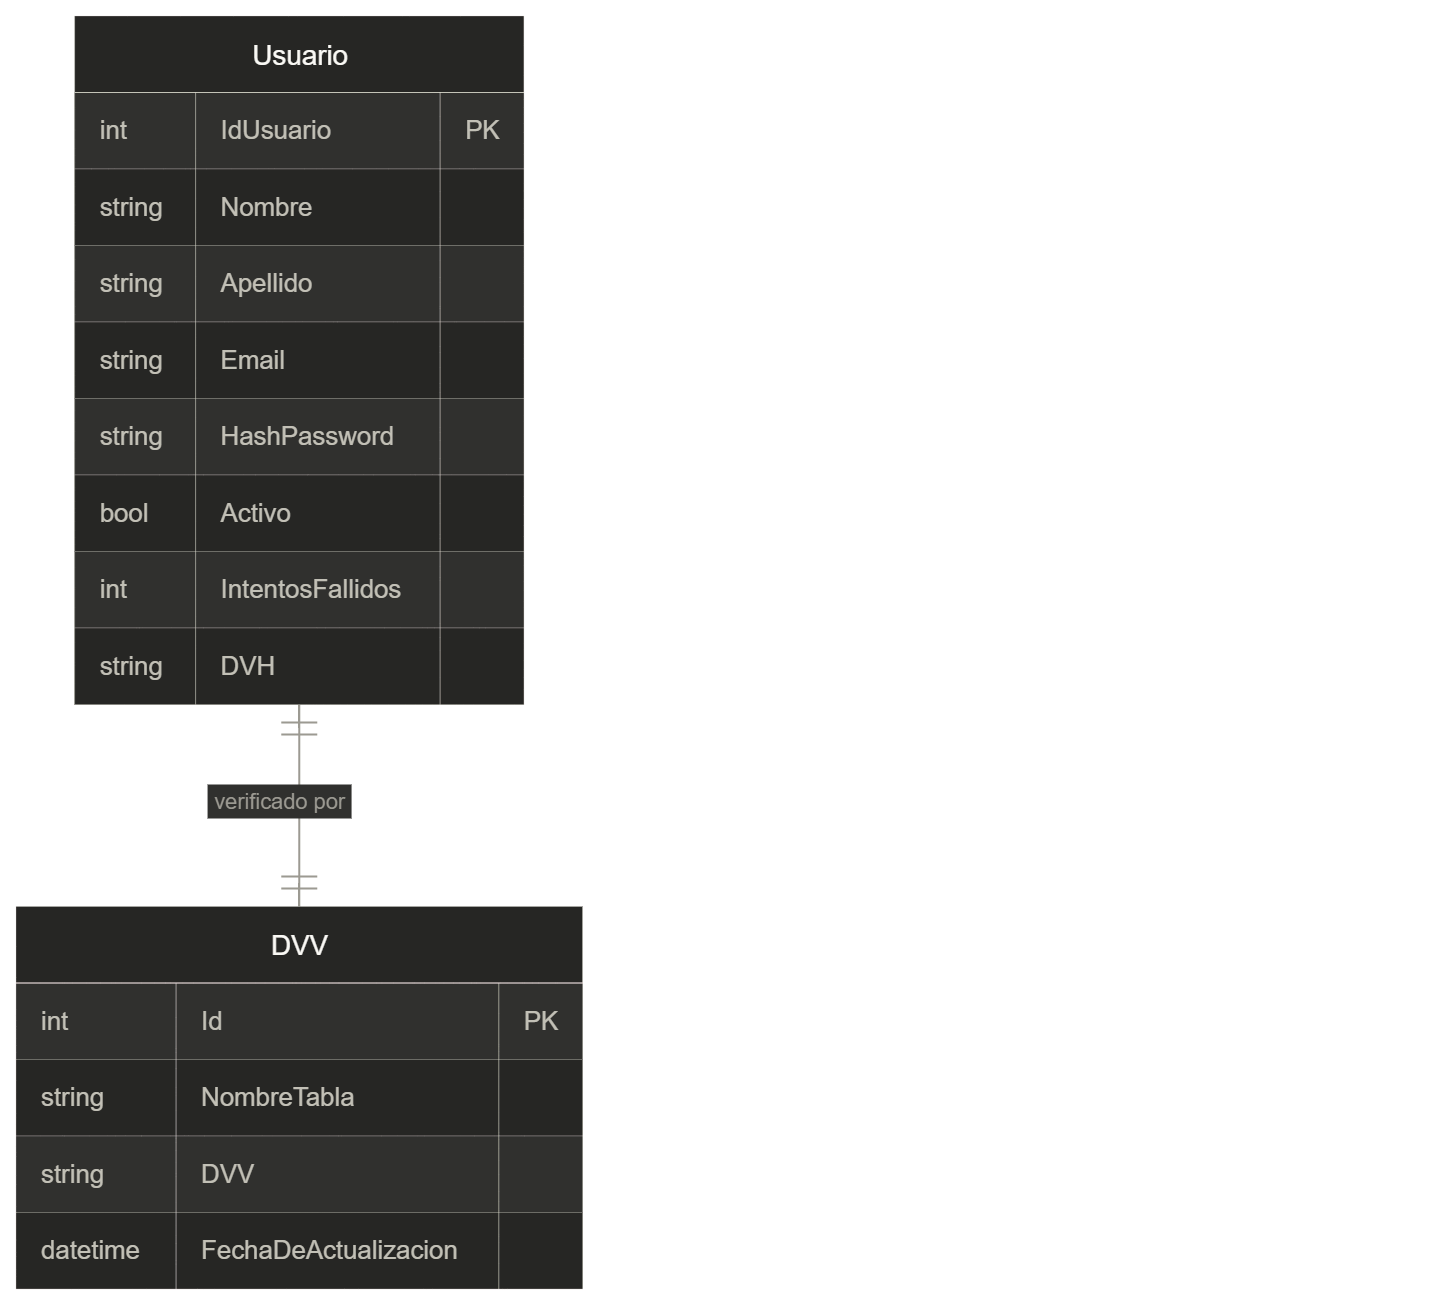 Usuario
int IdUsuario PK
string Nombre
string Apellido
string Email
string HashPassword
bool Activo
int IntentosFallidos
string DVH
verificado por
DVV
int Id PK
string NombreTabla
string DVV
datetime FechaDeActualizacion